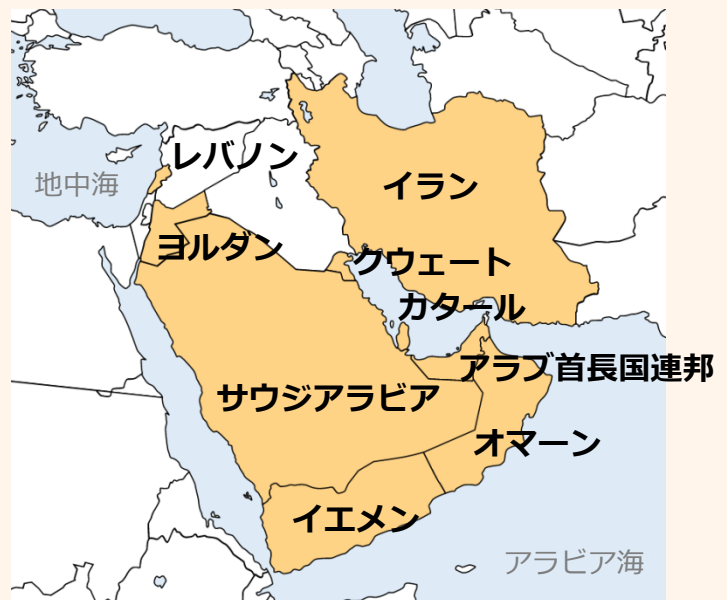 レバノン
地中海
イラン
ヨルダン
クウェート
カタール
アラブ首長国連邦
サウジアラビア
オマーン
イエメン
アラビア海